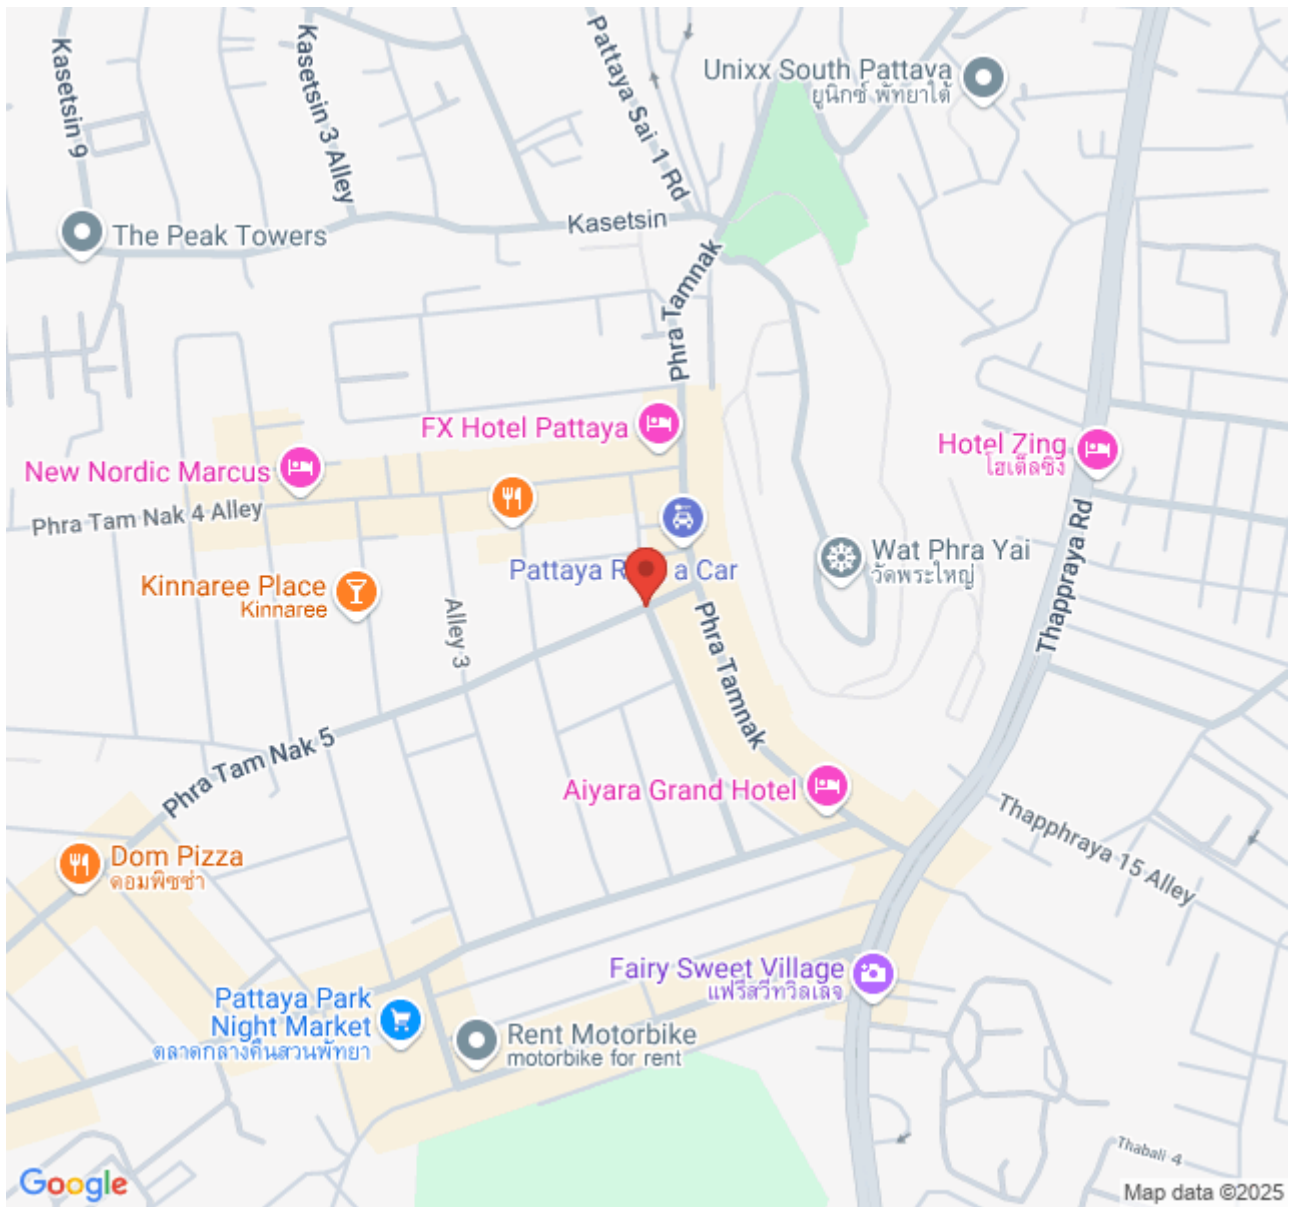 Kasetsin 9
Kasetsin 3 Alley
Pattaya Sai 1 Rd
Unixx South Pattaya
ยูนิกซ์ พัทยาใต้
Kasetsin
The Peak Towers
Phra Tamnak
FX Hotel Pattaya
Hotel Zing
โฮเต็ลซิง
New Nordic Marcus
Phra Tam Nak 4 Alley
Thappraya Rd
Wat Phra Yai
วัดพระใหญ่
Pattaya R a Car
Kinnaree Place
Kinnaree
Alley 3
Phra Tamnak
Phra Tam Nak 5
Aiyara Grand Hotel
Thapphraya 15 Alley
Dom Pizza
ดอมพิซซ่า
Fairy Sweet Village
แฟรีสวีทวิลเลจ
Pattaya Park
Night Market
ตลาดกลางคืนสวนพัทยา
Rent Motorbike
motorbike for rent
Thabali 4
Google
Map data ©2025